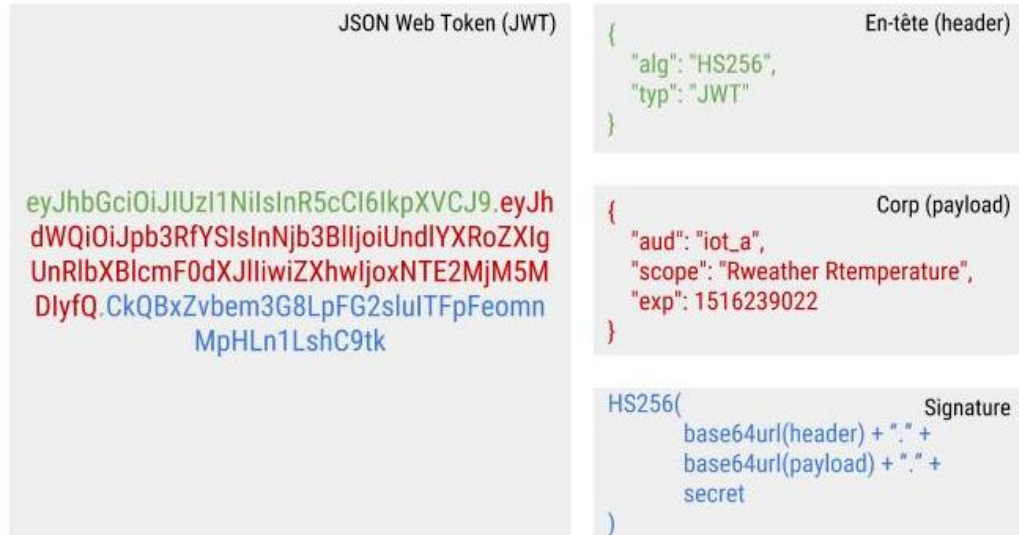 JSON Web Token (JWT)
eyJhbGciOiJIUzI1NiIsInR5cCI6IkpXVCJ9.eyJh
dWQiOiJpb3RfYSIsInNjb3BlIjoiUndlYXRoZXIg
UnRlbXBlcmF0dXJlIiwiZXhwIjoxNTE2MjM5M
DIyfQ.CkQBxZvbem3G8LpFG2sluITFpFeomn
MpHLn1LshC9tk
En-tête (header)
{
"alg": "HS256",
"typ": "JWT"
}
Corp (payload)
{
"aud": "iot_a",
"scope": "Rweather Rtemperature",
"exp": 1516239022
}
Signature
HS256(
base64url(header) + "." +
base64url(payload) + "." +
secret
)